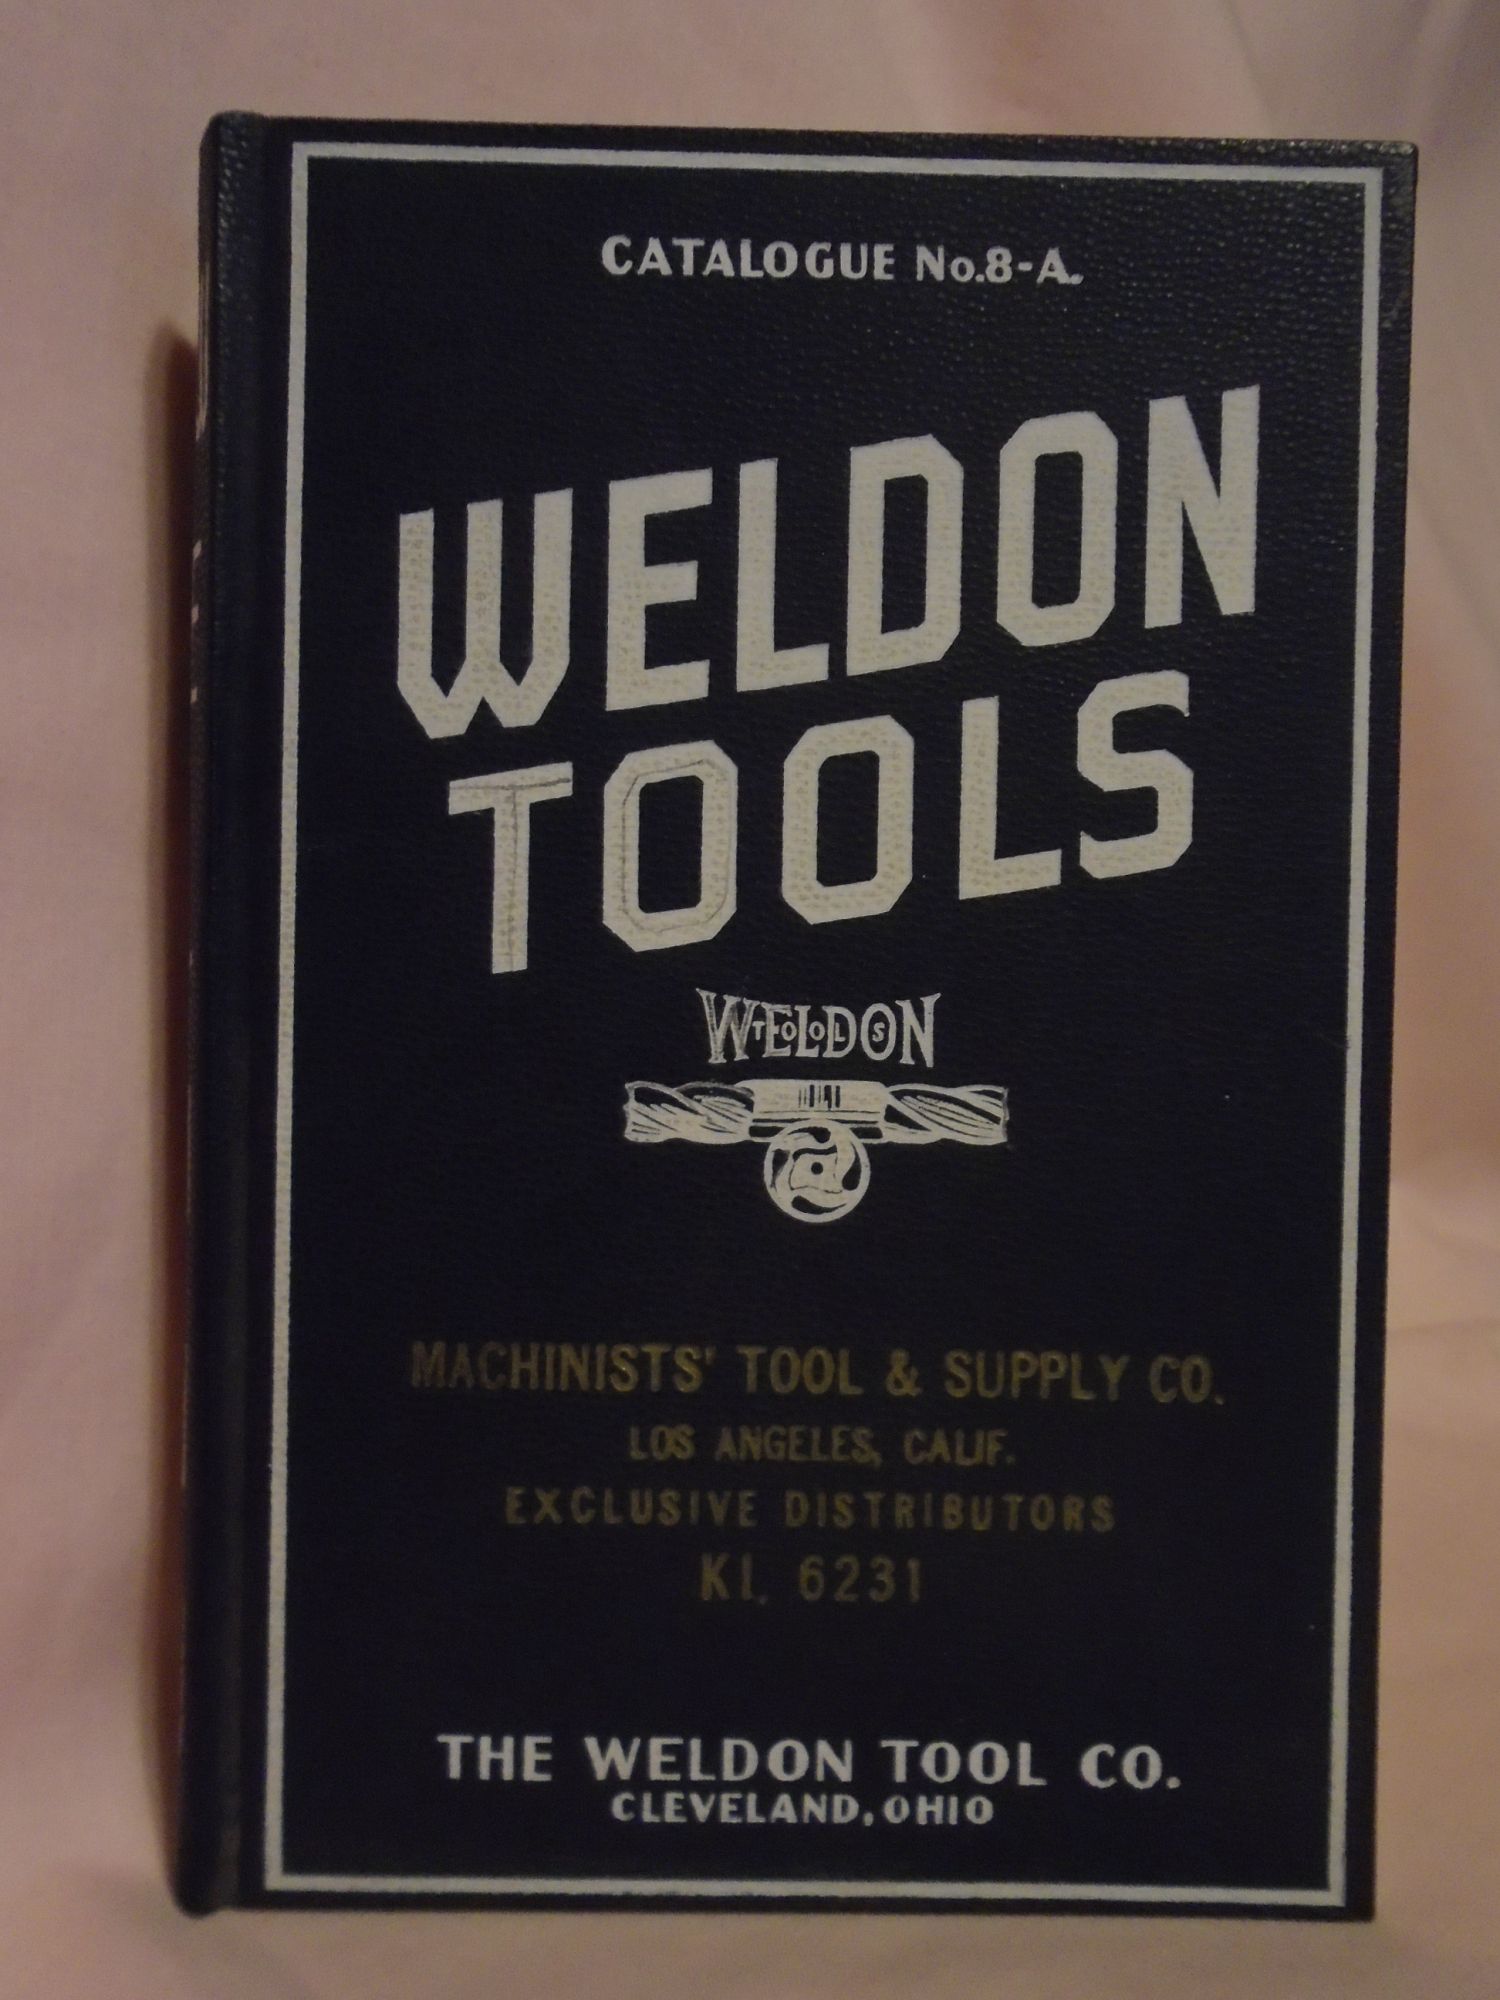 CATALOGUE No.8-A.
WELDON
TOOLS
WELDON
TOOLS
MACHINISTS' TOOL & SUPPLY CO.
LOS ANGELES, CALIF.
EXCLUSIVE DISTRIBUTORS
KI. 6231
THE WELDON TOOL CO.
CLEVELAND, OHIO